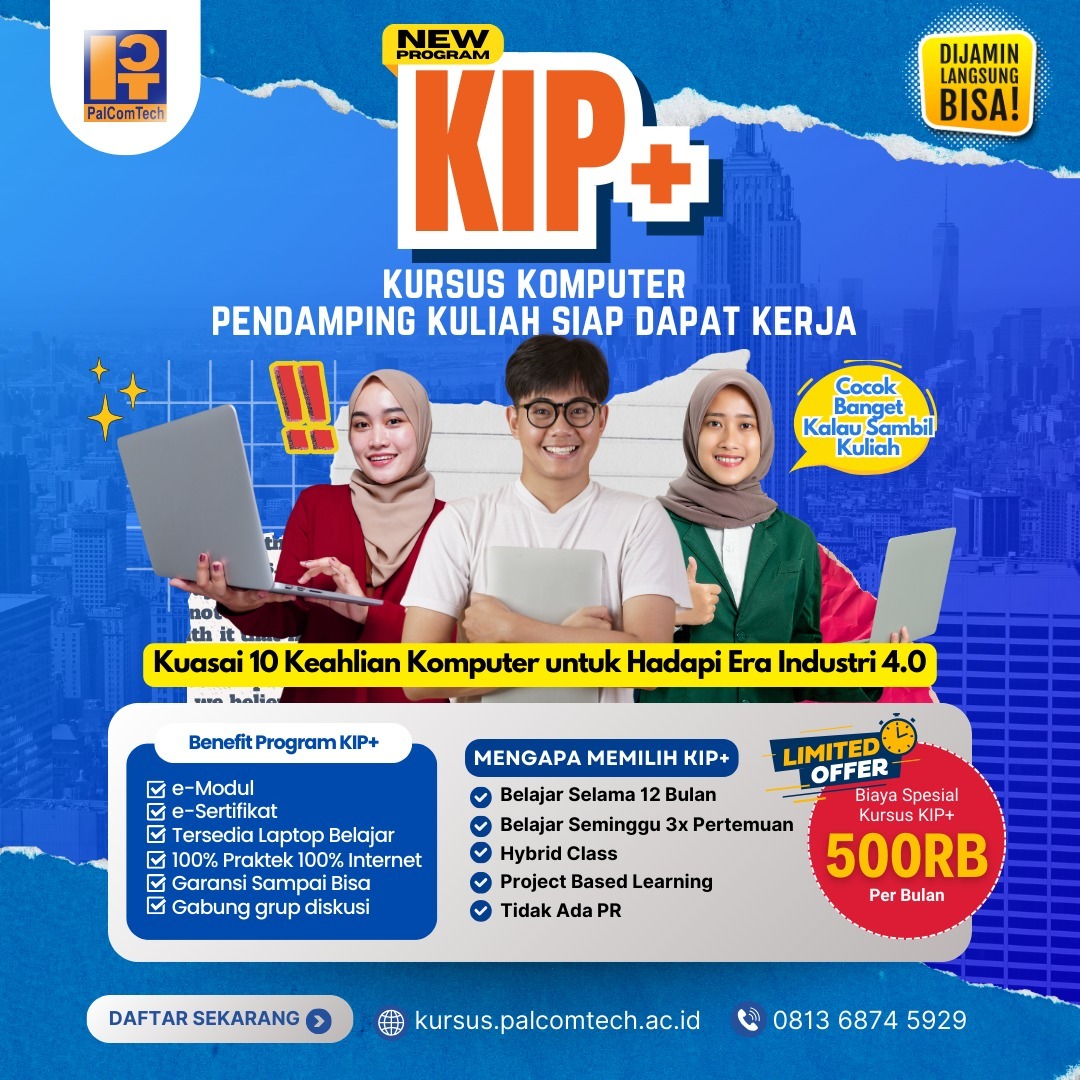 PalComTech
NEW
PROGRAM
KIP+
DIJAMIN
LANGSUNG
BISA!
KURSUS KOMPUTER
PENDAMPING KULIAH SIAP DAPAT KERJA
!!
Cocok
Banget
Kalau Sambil
Kuliah
not
we believ
Kuasai 10 Keahlian Komputer untuk Hadapi Era Industri 4.0
Benefit Program KIP+
e-Modul
e-Sertifikat
Tersedia Laptop Belajar
100% Praktek 100% Internet
Garansi Sampai Bisa
Gabung grup diskusi
MENGAPA MEMILIH KIP+
Belajar Selama 12 Bulan
Belajar Seminggu 3x Pertemuan
Hybrid Class
Project Based Learning
Tidak Ada PR
LIMITED
OFFER
Biaya Spesial
Kursus KIP+
500RB
Per Bulan
DAFTAR SEKARANG
kursus.palcomtech.ac.id
0813 6874 5929